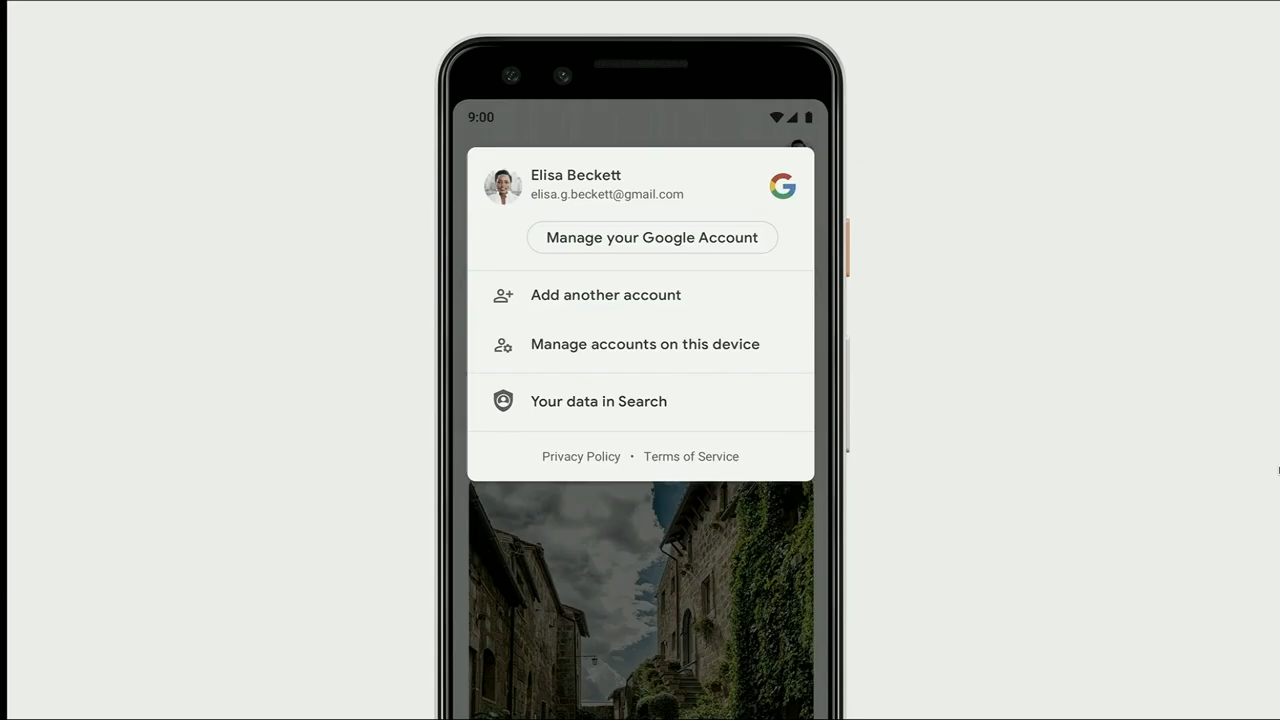 9:00
Elisa Beckett
elisa.g.beckett@gmail.com
Manage your Google Account
Add another account
Manage accounts on this device
Your data in Search
Privacy Policy • Terms of Service